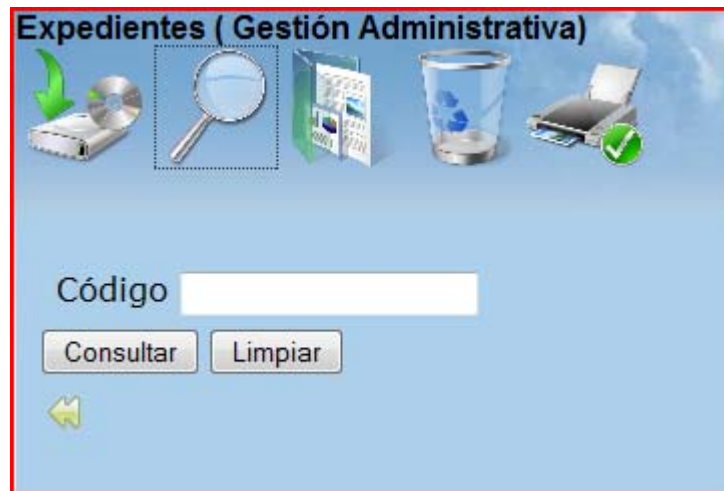 Expedientes ( Gestión Administrativa)
Código
Consultar Limpiar